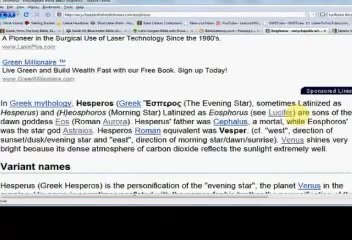 A Pioneer in the Surgical Use of Laser Technology Since the 1980's.
www.LasikPlus.com
Green Millionaire ™
Live Green and Build Wealth Fast with our Free Book. Sign up Today!
www.GreenMillionaire.com
Sponsored Links
In Greek mythology, Hesperos (Greek Ἕσπερος (The Evening Star), sometimes Latinized as
Hesperus) and (H)eosphoros (Morning Star) Latinized as Eosphorus (see Lucifer) are sons of the
dawn goddess Eos (Roman Aurora). Hesperus' father was Cephalus, a mortal, while Eosphoros'
was the star god Astraios. Hesperos Roman equivalent was Vesper. (cf. "west", direction of
sunset/dusk/evening star and "east", direction of morning star/dawn/sunrise). Venus shines very
bright because its dense atmosphere of carbon dioxide reflects the sunlight extremely well.
Variant names
Hesperus (Greek Hesperos) is the personification of the "evening star", the planet Venus in the